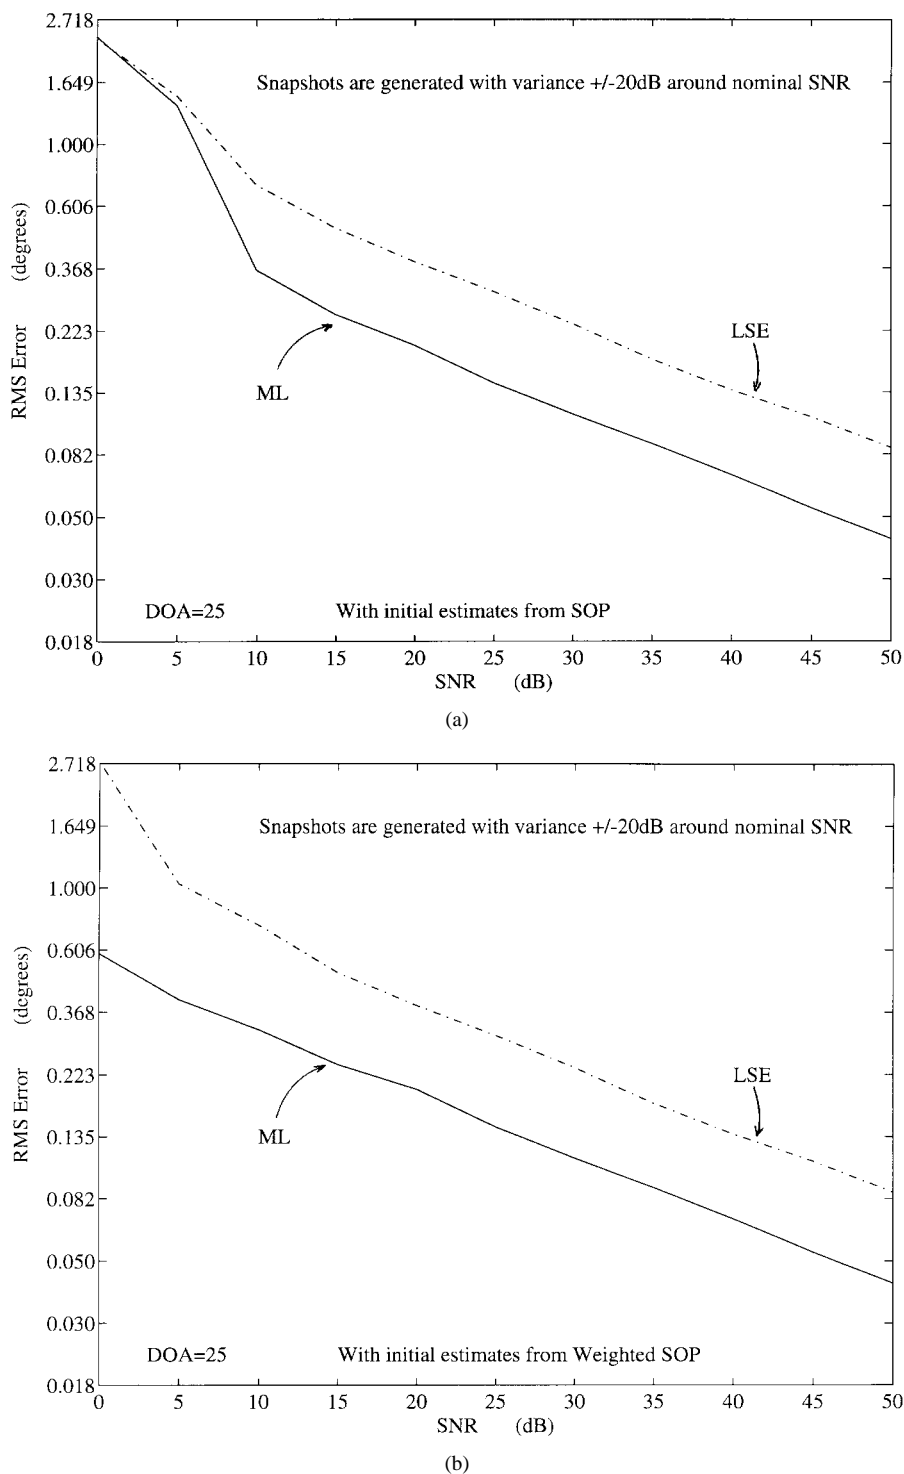 2.718
1.649
1.000
0.606
0.368
0.223
0.135
0.082
0.050
0.030
0.018
RMS Error (degrees)
Snapshots are generated with variance +/-20dB around nominal SNR
LSE
ML
DOA=25 With initial estimates from SOP
0 5 10 15 20 25 30 35 40 45 50
SNR (dB)
(a)
2.718
1.649
1.000
0.606
0.368
0.223
0.135
0.082
0.050
0.030
0.018
RMS Error (degrees)
Snapshots are generated with variance +/-20dB around nominal SNR
LSE
ML
DOA=25 With initial estimates from Weighted SOP
0 5 10 15 20 25 30 35 40 45 50
SNR (dB)
(b)